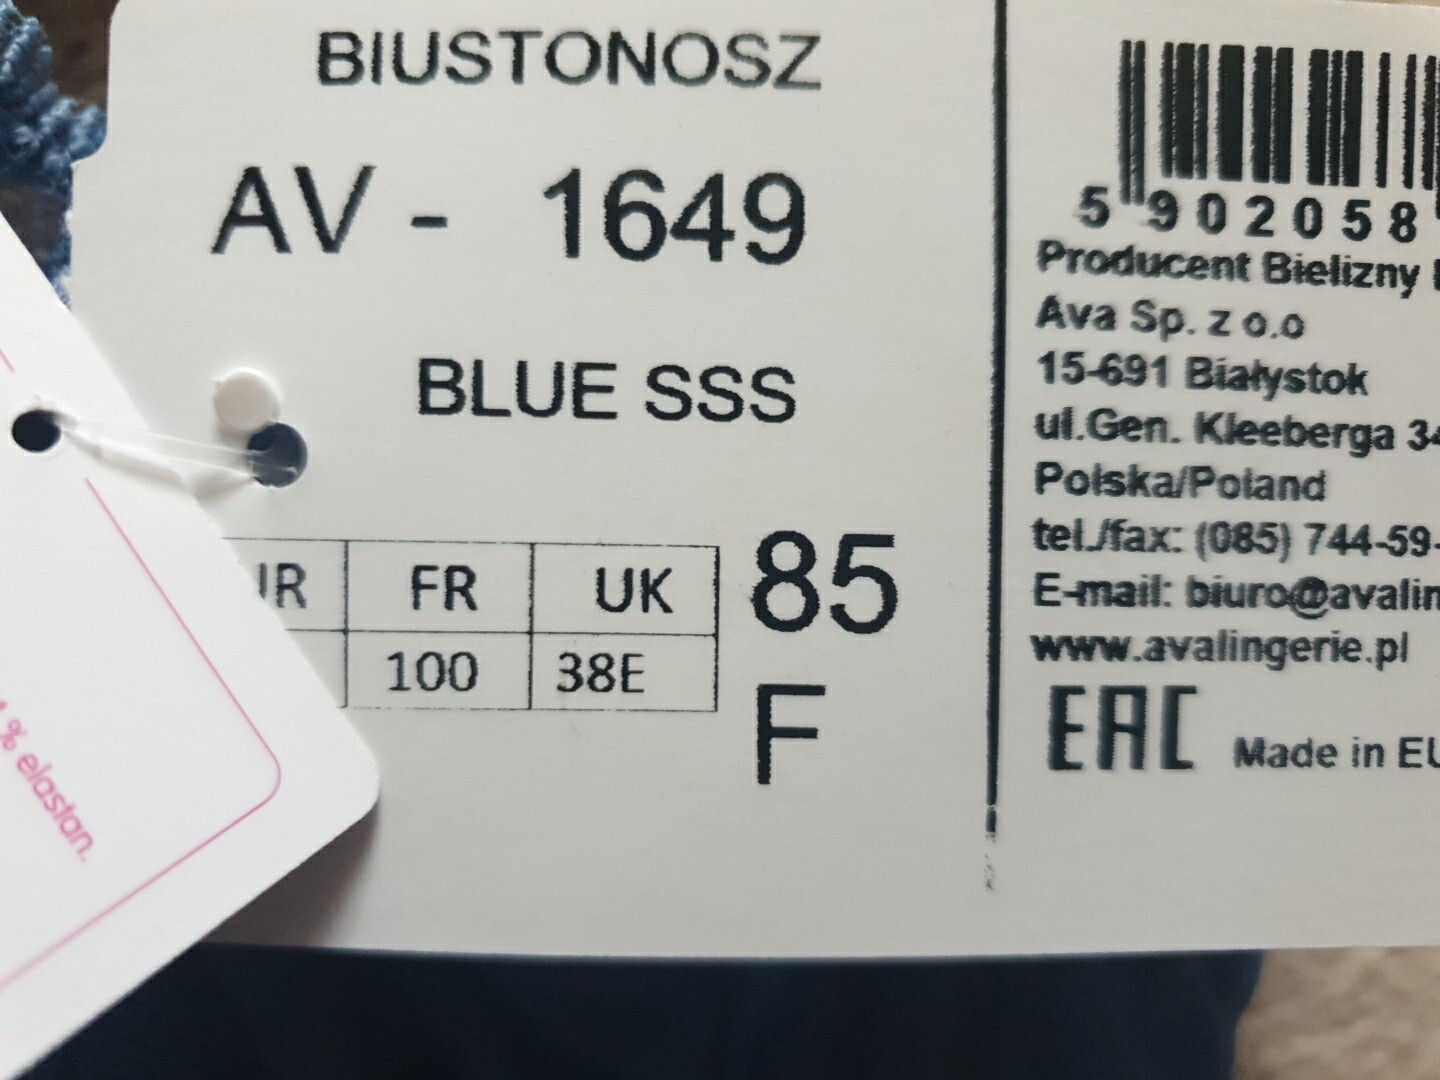 BIUSTONOSZ
AV - 1649
BLUE SSS
FR UK
100 38E
85
F
% elastan.
5 902058
Producent Bielizny
Ava Sp. z o.o
15-691 Białystok
ul.Gen. Kleeberga
Polska/Poland
tel./fax: (085) 744-59-
E-mail: biuro@avalin
www.avalingerie.pl
EAC Made in EU